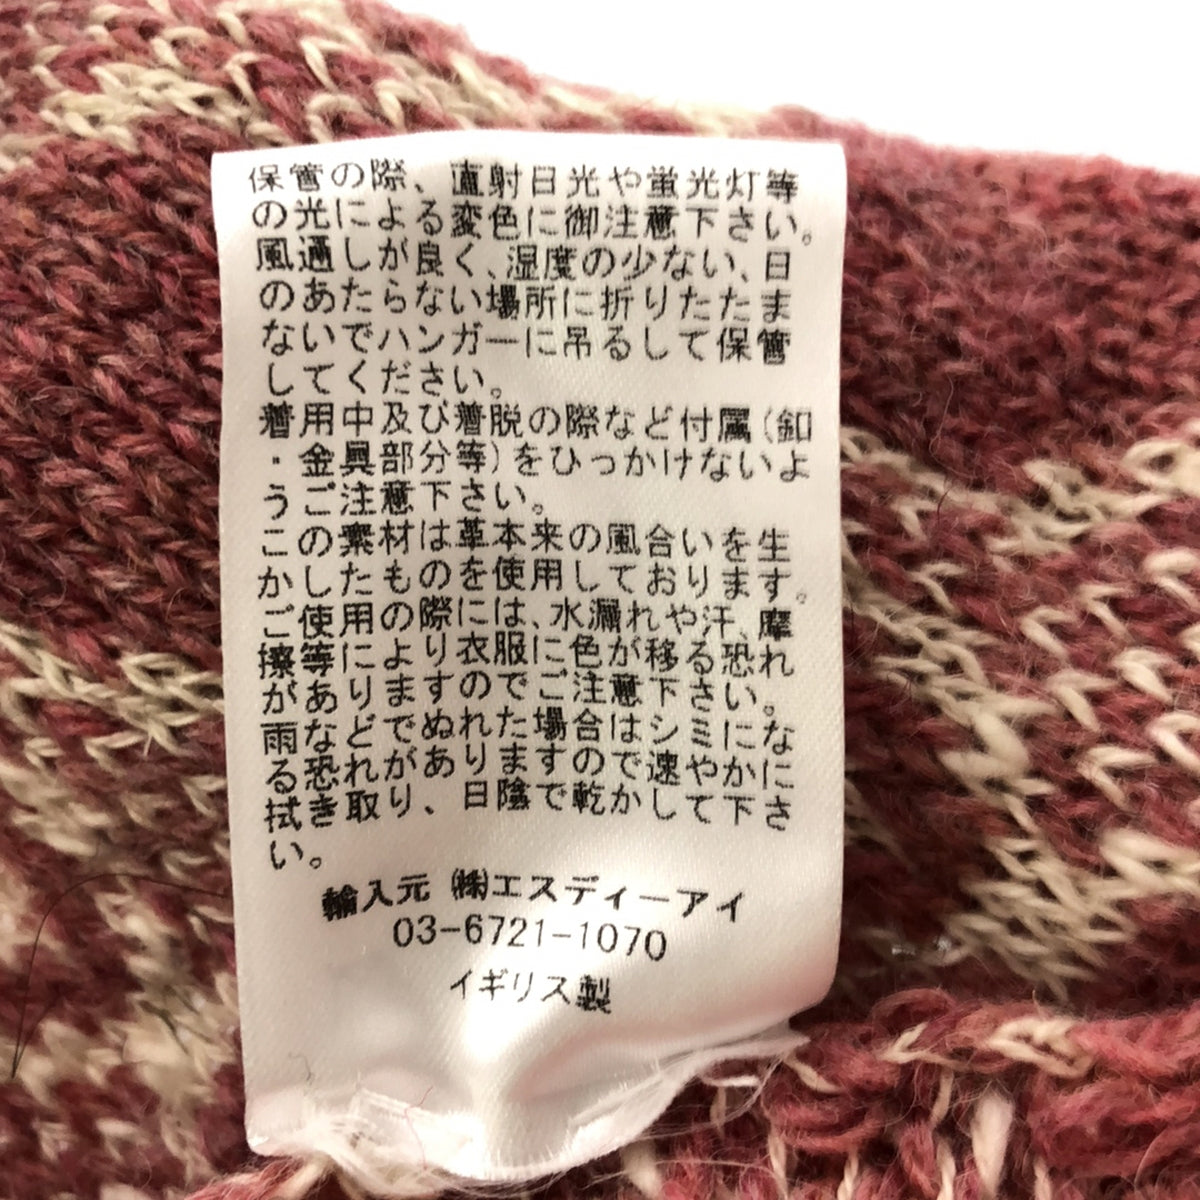 保管の際、直射日光や蛍光灯等
の光による変色に御注意下さい。
風通しが良く、湿度の少ない、日
のあたらない場所に折りたたま
ないでハンガーに吊るして保管
してください。
着用中及び着脱の際など付属(釦
・金具部分等)をひっかけないよ
うご注意下さい。
この素材は革本来の風合いを生
かしたものを使用しております。
ご使用の際には、水漏れや汗、摩
擦等により衣服に色が移る恐れ
がありますのでご注意下さい。
雨などでぬれた場合はシミにな
る恐れがありますので速やかに
拭き取り、日陰で乾かして下さ
い。
輸入元 ㈱エスディーアイ
03-6721-1070
イギリス製